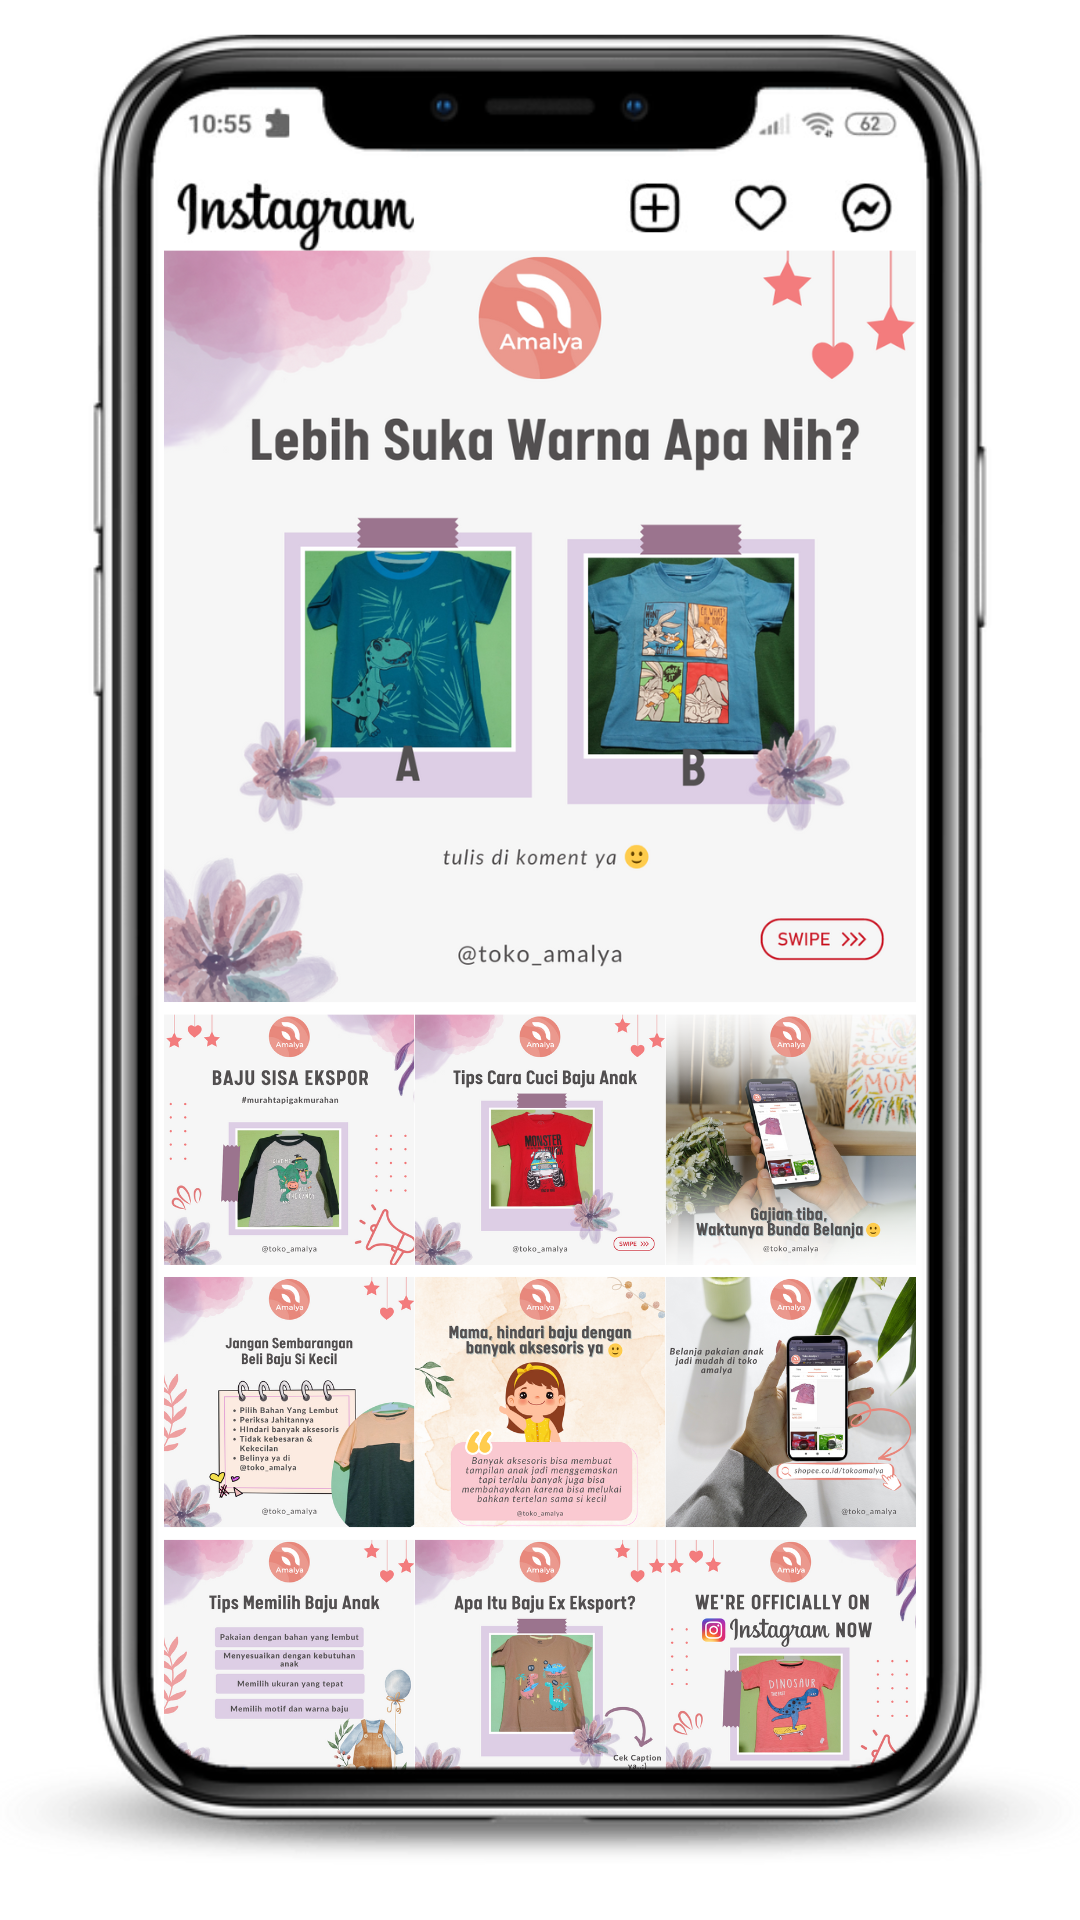 10:55
62
Instagram
Amalya
Lebih Suka Warna Apa Nih?
A
B
tulis di koment ya 🙂
@toko_amalya
SWIPE >>>
Amalya
BAJU SISA EKSPOR
#murahtapigakmurahan
@toko_amalya
Amalya
Tips Cara Cuci Baju Anak
MONSTER
@toko_amalya
SWIPE >>>
Amalya
LOVE
MOM
Gajian tiba,
Waktunya Bunda Belanja 🙂
@toko_amalya
Amalya
Jangan Sembarangan
Beli Baju Si Kecil
• Pilih Bahan Yang Lembut
• Periksa Jahitannya
• HIndari banyak aksesoris
• Tidak kebesaran &
Kekecilan
• Belinya ya di
@toko_amalya
@toko_amalya
Amalya
Mama, hindari baju dengan
banyak aksesoris ya 🙂
Banyak aksesoris bisa membuat
tampilan anak jadi menggemaskan
tapi terlalu banyak juga bisa
membahayakan karena bisa melukai
bahkan tertelan sama si kecil
@toko_amalya
Amalya
Belanja pakaian anak
jadi mudah di toko
amalya
shopee.co.id/tokoamalya
@toko_amalya
Amalya
Tips Memilih Baju Anak
Pakaian dengan bahan yang lembut
Menyesuaikan dengan kebutuhan
anak
Memilih ukuran yang tepat
Memilih motif dan warna baju
Amalya
Apa Itu Baju Ex Eksport?
Cek Caption
ya :)
Amalya
WE'RE OFFICIALLY ON
Instagram NOW
DINOSAUR